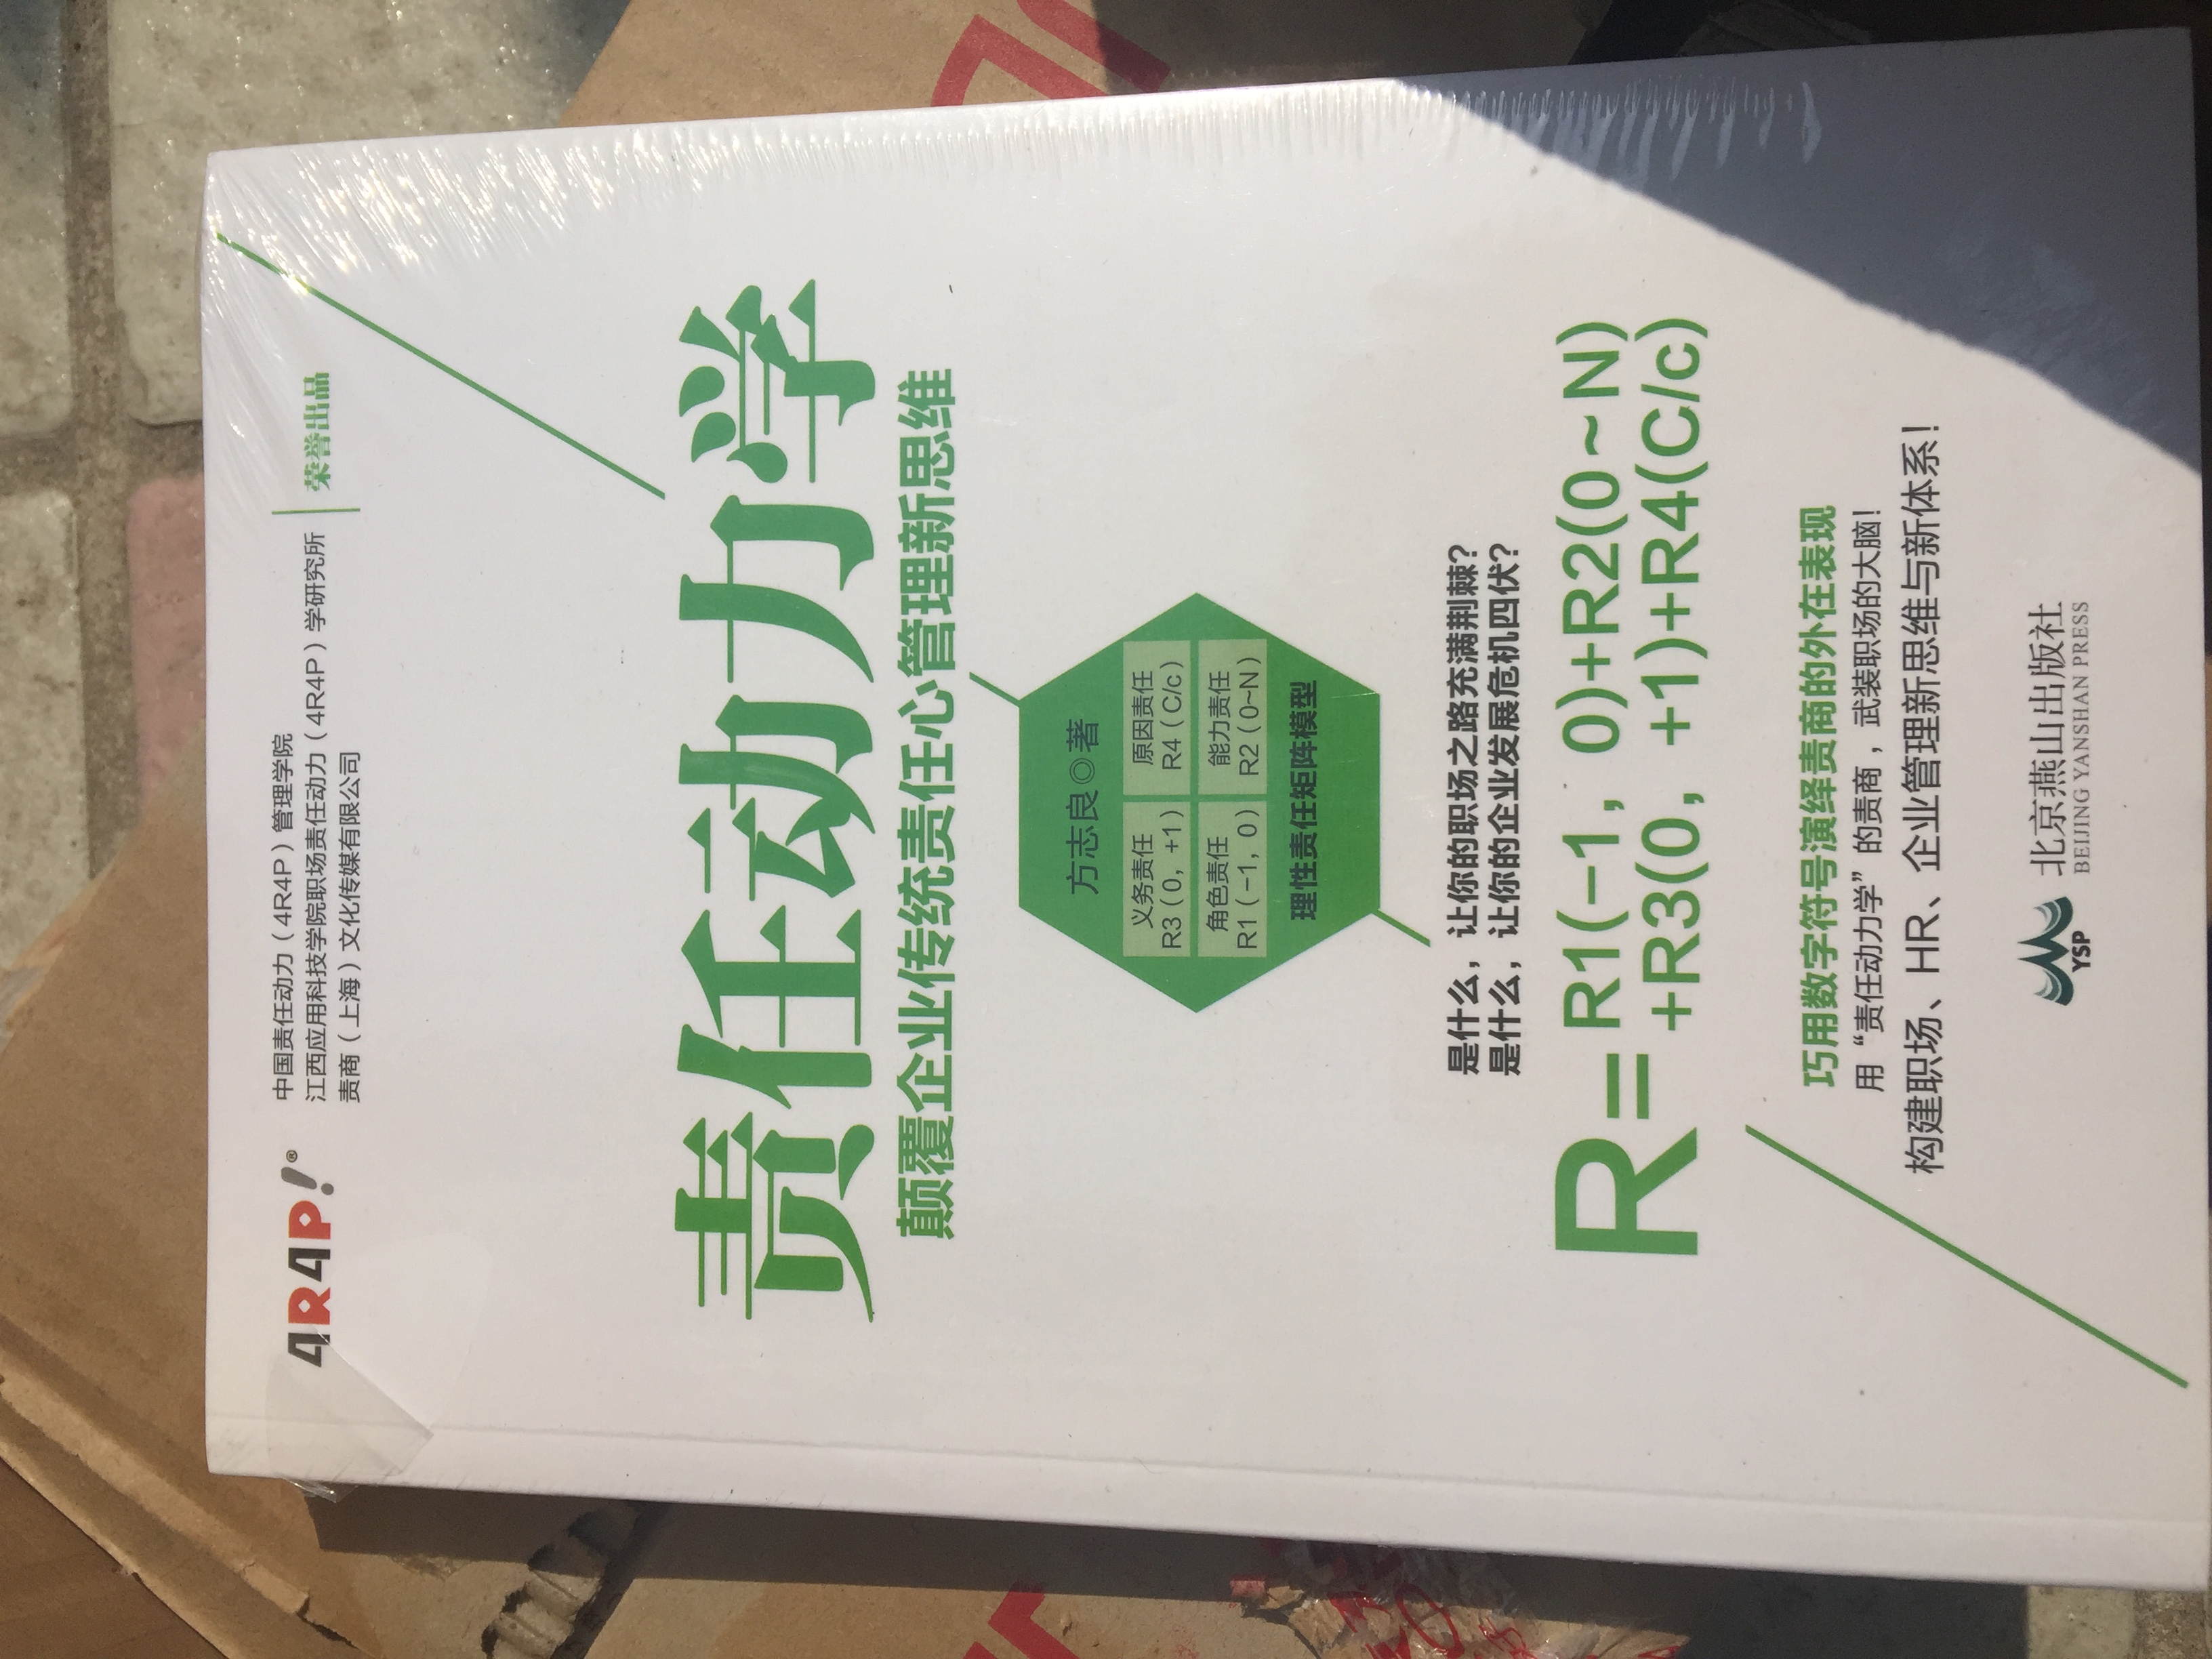 4R4P!®
中国责任动力（4R4P）管理学院
江西应用科技学院职场责任动力（4R4P）学研究所
责商（上海）文化传媒有限公司
荣誉出品
责任动力学
颠覆企业传统责任心管理新思维
方志良◎著
义务责任 原因责任
R3（0，+1） R4（C/c）
角色责任 能力责任
R1（−1，0） R2（0~N）
理性责任矩阵模型
是什么，让你的职场之路充满荆棘？
是什么，让你的企业发展危机四伏？
R=R1(−1，0)+R2(0~N)
+R3(0，+1)+R4(C/c)
巧用数字符号演绎责商的外在表现
用“责任动力学”的责商，武装职场的大脑！
构建职场、HR、企业管理新思维与新体系！
YSP
北京燕山出版社
BEIJING YANSHAN PRESS